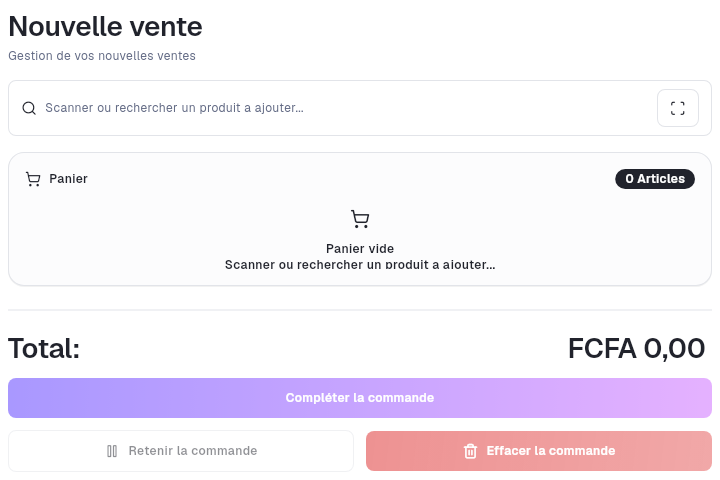 Nouvelle vente
Gestion de vos nouvelles ventes
Scanner ou rechercher un produit a ajouter...
Panier
0 Articles
Panier vide
Scanner ou rechercher un produit a ajouter...
Total:
FCFA 0,00
Compléter la commande
Retenir la commande
Effacer la commande